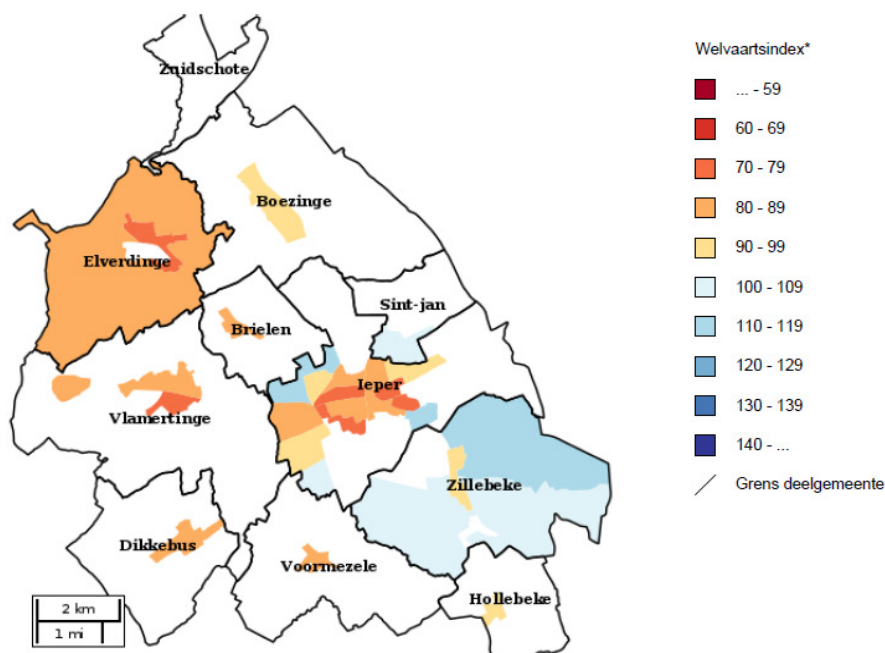 Zuidschote
Boezinge
Elverdinge
Sint-jan
Brielen
Ieper
Vlamertinge
Zillebeke
Dikkebus
Voormezele
Hollebeke
2 km
1 mi
Welvaartsindex*
... - 59
60 - 69
70 - 79
80 - 89
90 - 99
100 - 109
110 - 119
120 - 129
130 - 139
140 - ...
Grens deelgemeente